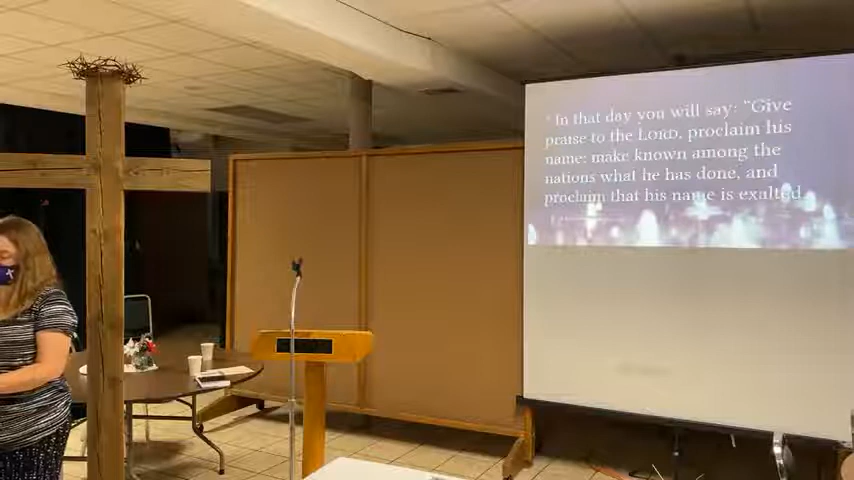 In that day you will say: "Give
praise to the LORD, proclaim his
name; make known among the
nations what he has done, and
proclaim that his name is exalted.